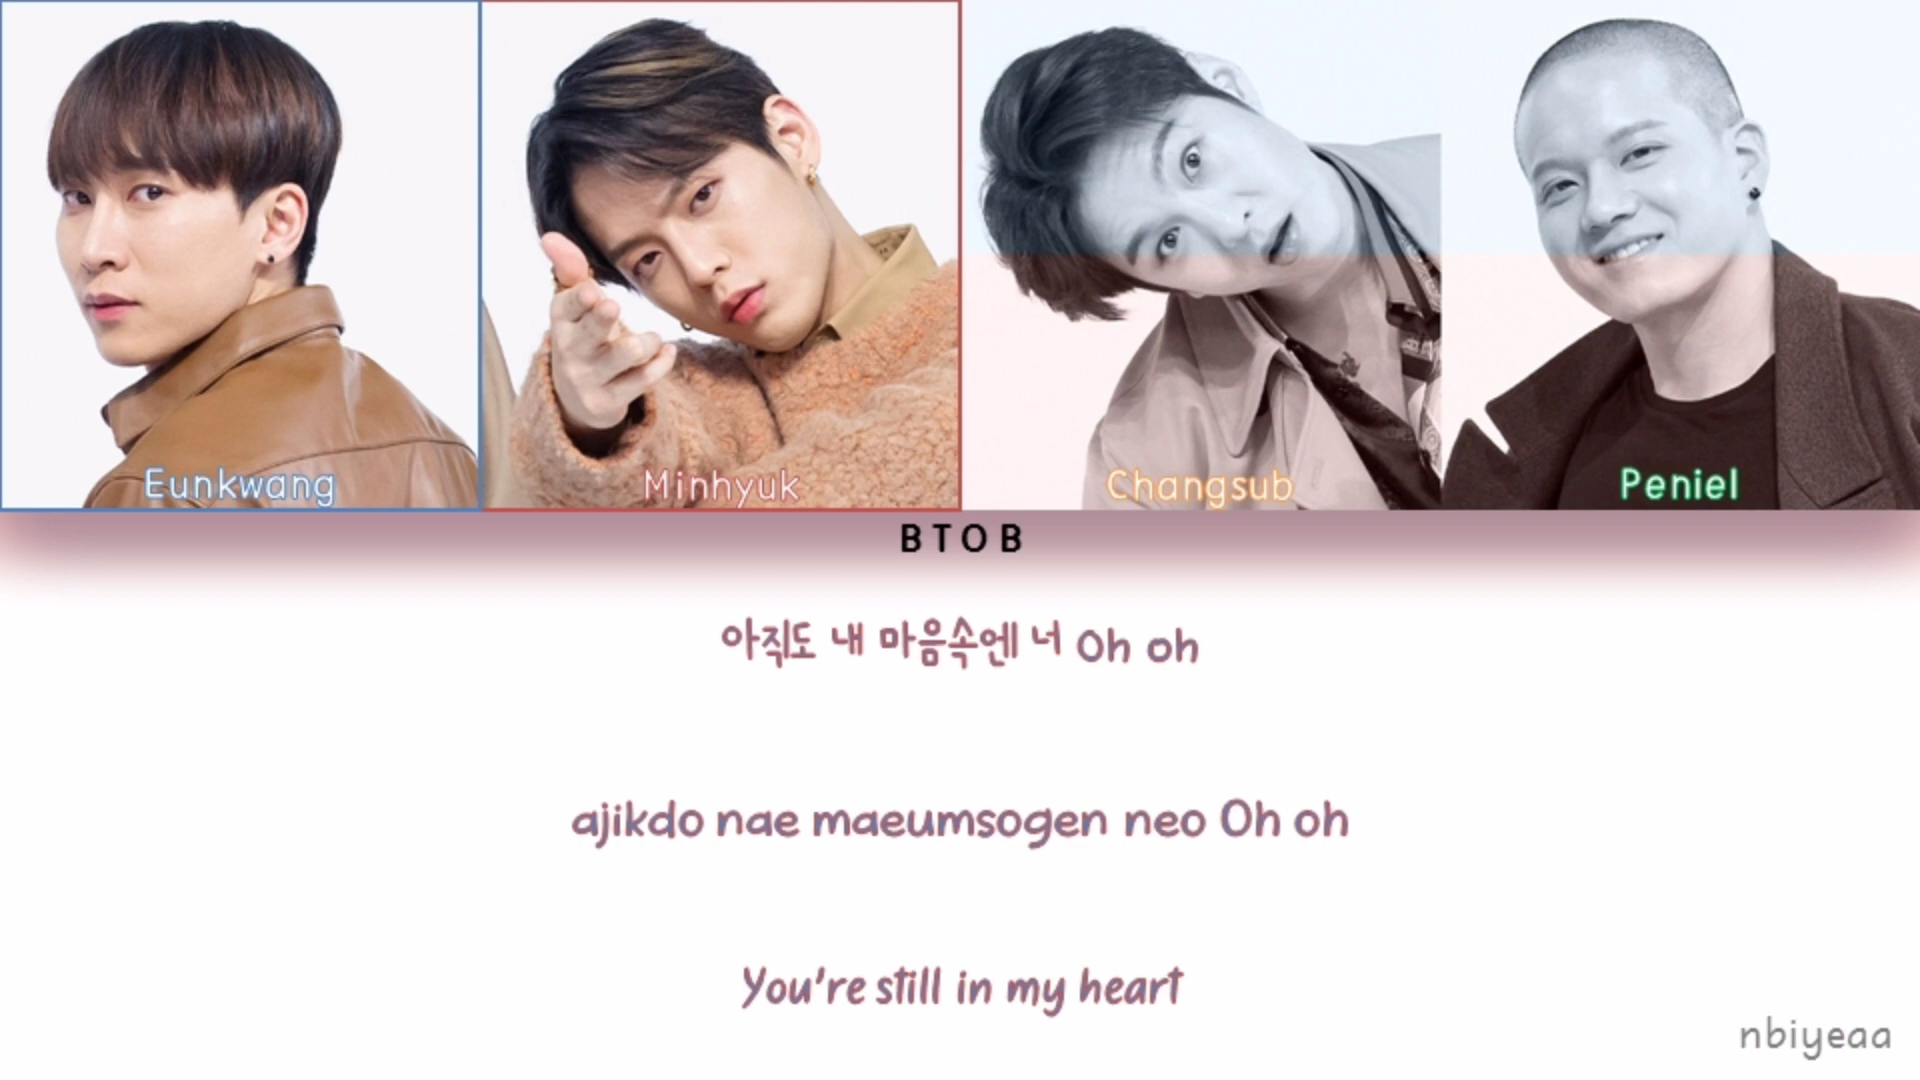 Eunkwang
Minhyuk
Changsub
Peniel
BTOB
아직도 내 마음속엔 너 Oh oh
ajikdo nae maeumsogen neo Oh oh
You're still in my heart
nbiyeaa